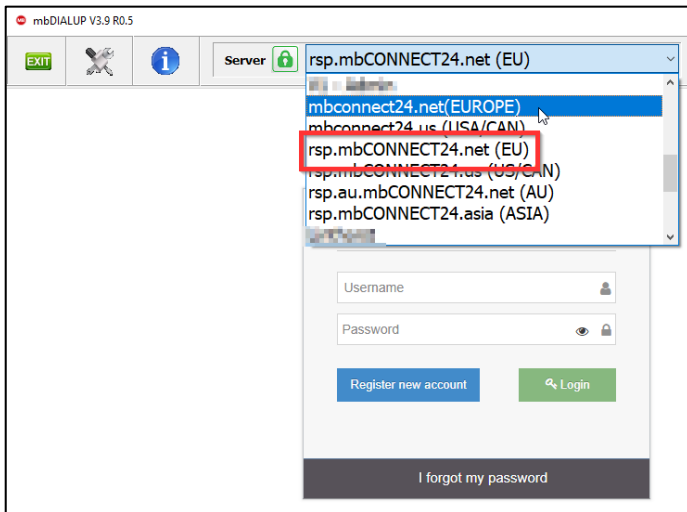 mbDIALUP V3.9 R0.5
EXIT
Server
rsp.mbCONNECT24.net (EU)
mbconnect24.net(EUROPE)
mbconnect24.us (USA/CAN)
rsp.mbCONNECT24.net (EU)
rsp.mbCONNECT24.us (US/CAN)
rsp.au.mbCONNECT24.net (AU)
rsp.mbCONNECT24.asia (ASIA)
Username
Password
Register new account
Login
I forgot my password